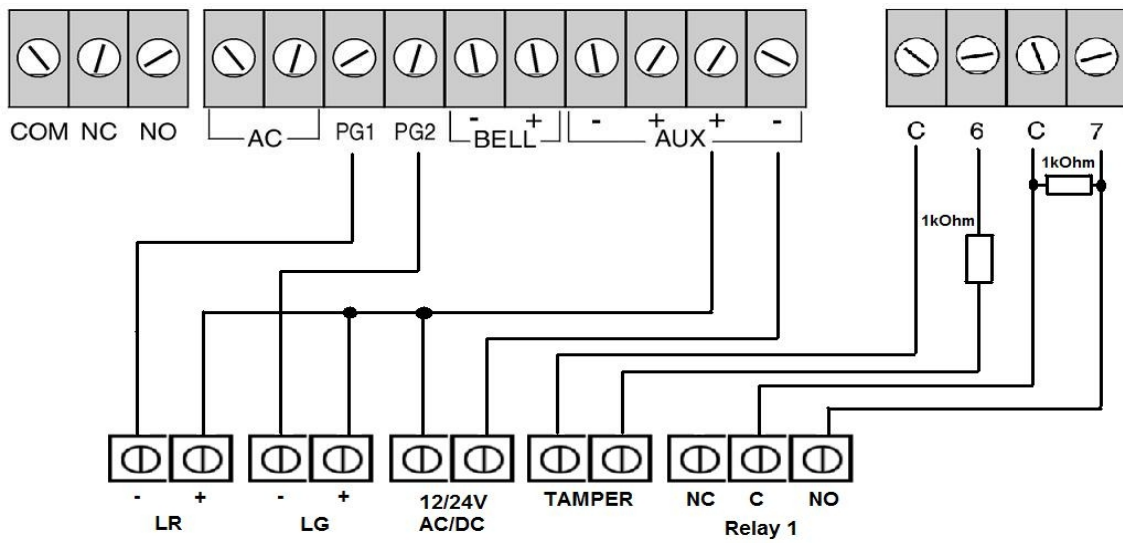 COM NC NO AC PG1 PG2 - + BELL - + + - AUX C 6 C 7
1kOhm
1kOhm
- + - + 12/24V TAMPER NC C NO
LR LG AC/DC Relay 1